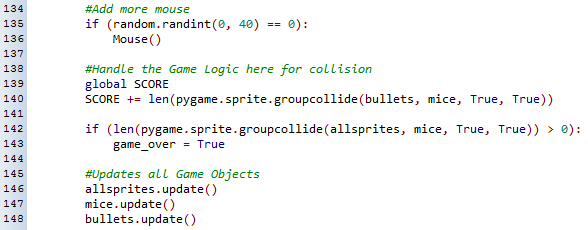 134 #Add more mouse
135 if (random.randint(0, 40) == 0):
136     Mouse()
137
138 #Handle the Game Logic here for collision
139 global SCORE
140 SCORE += len(pygame.sprite.groupcollide(bullets, mice, True, True))
141
142 if (len(pygame.sprite.groupcollide(allsprites, mice, True, True)) > 0):
143     game_over = True
144
145 #Updates all Game Objects
146 allsprites.update()
147 mice.update()
148 bullets.update()